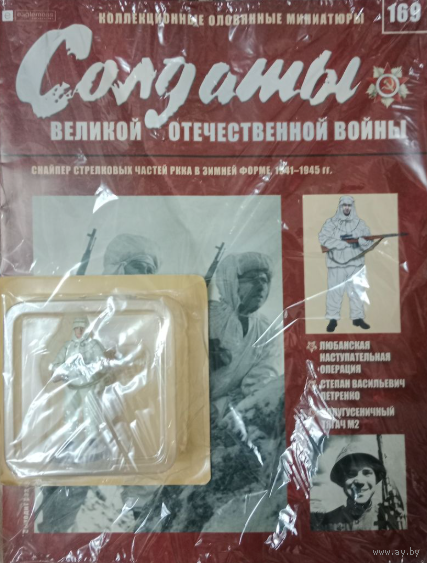 КОЛЛЕКЦИОННЫЕ ОЛОВЯННЫЕ МИНИАТЮРЫ
169
Солдаты
ВЕЛИКОЙ ОТЕЧЕСТВЕННОЙ ВОЙНЫ
СНАЙПЕР СТРЕЛКОВЫХ ЧАСТЕЙ РККА В ЗИМНЕЙ ФОРМЕ, 1941–1945 гг.
ЛЮБАНСКАЯ
НАСТУПАТЕЛЬНАЯ
ОПЕРАЦИЯ
СТЕПАН ВАСИЛЬЕВИЧ
ПЕТРЕНКО
ПОЛУГУСЕНИЧНЫЙ
ТЯГАЧ М2
www.ay.by